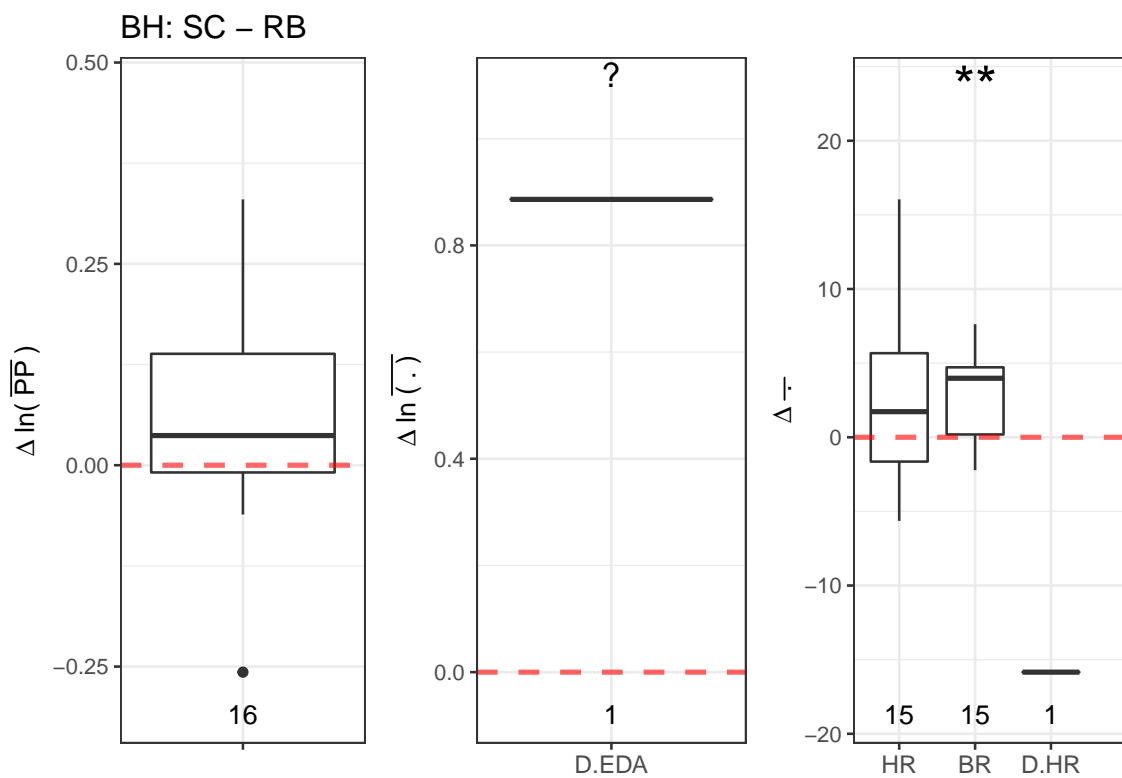 BH: SC – RB
Δ ln( PP )
0.50
0.25
0.00
−0.25
16
Δ ln ( . )
0.8
0.4
0.0
?
1
D.EDA
Δ .
20
10
0
−10
−20
**
15 15 1
HR BR D.HR